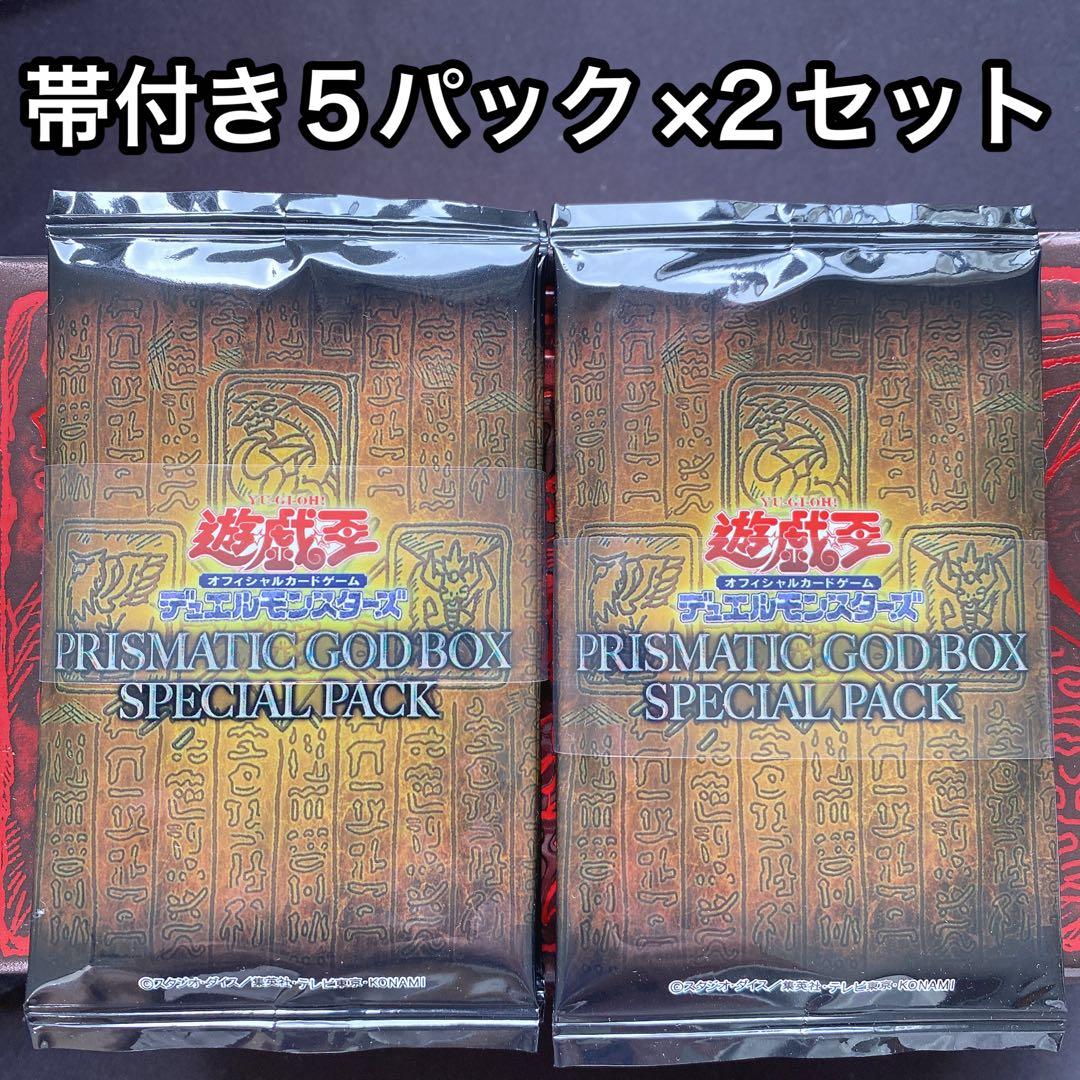 帯付き5パック×2セット
YU-GI-OH!
遊戯王
オフィシャルカードゲーム
デュエルモンスターズ
PRISMATIC GOD BOX
SPECIAL PACK
©スタジオ・ダイス/集英社・テレビ東京・KONAMI
YU-GI-OH!
遊戯王
オフィシャルカードゲーム
デュエルモンスターズ
PRISMATIC GOD BOX
SPECIAL PACK
©スタジオ・ダイス/集英社・テレビ東京・KONAMI